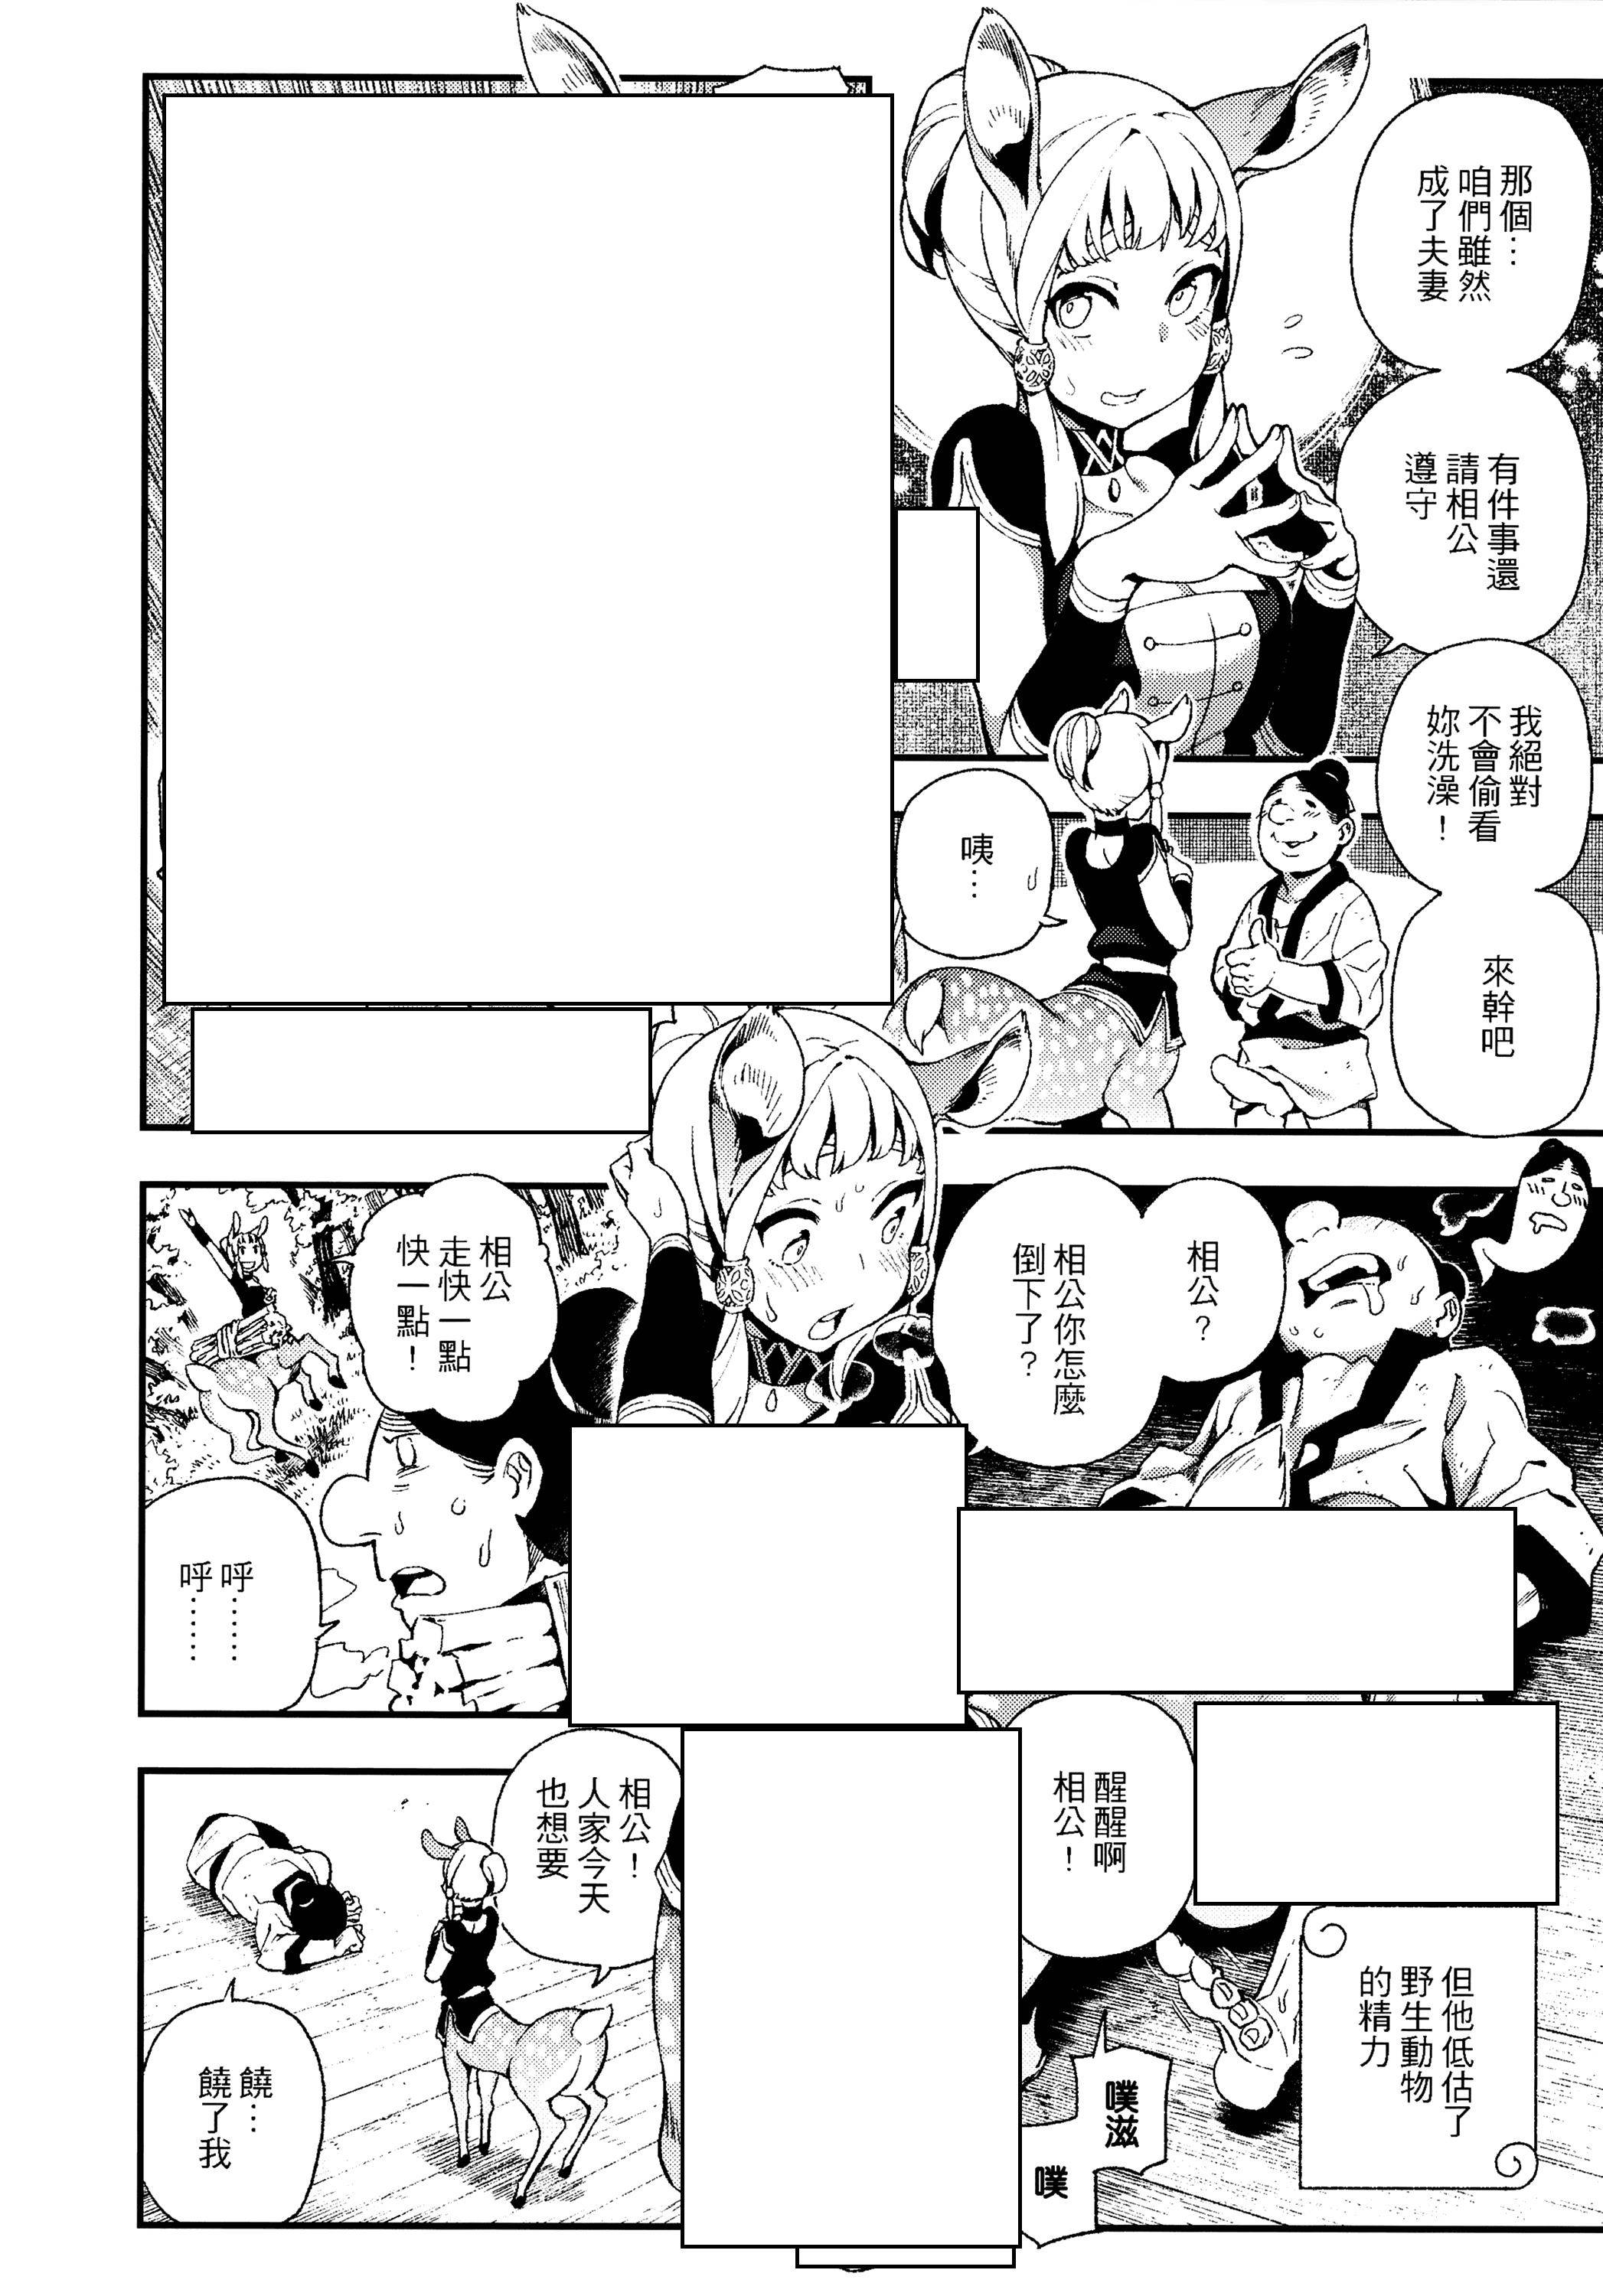 那個…
咱們雖然
成了夫妻
有件事還
請相公
遵守
我絕對
不會偷看
妳洗澡！
來幹吧
咦…
相公？
相公你怎麼
倒下了？
相公
走快一點
快一點！
呼……
呼……
但他低估了
野生動物
的精力
醒醒啊
相公！
噗滋
噗
相公！
人家今天
也想要
饒…
饒了我